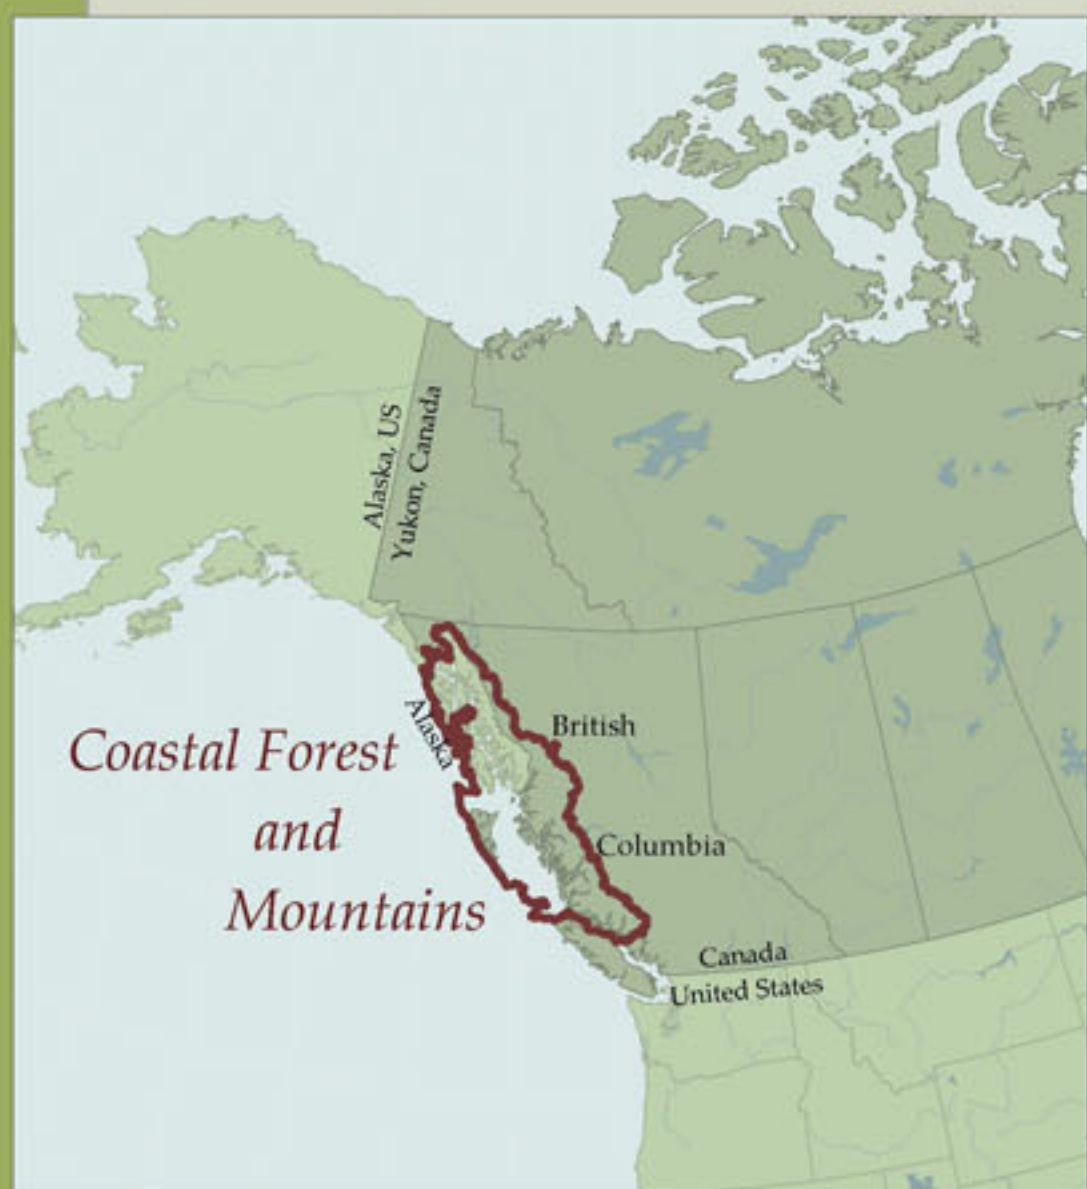 Alaska, US
Yukon, Canada
Alaska
British
Columbia
Coastal Forest
and
Mountains
Canada
United States